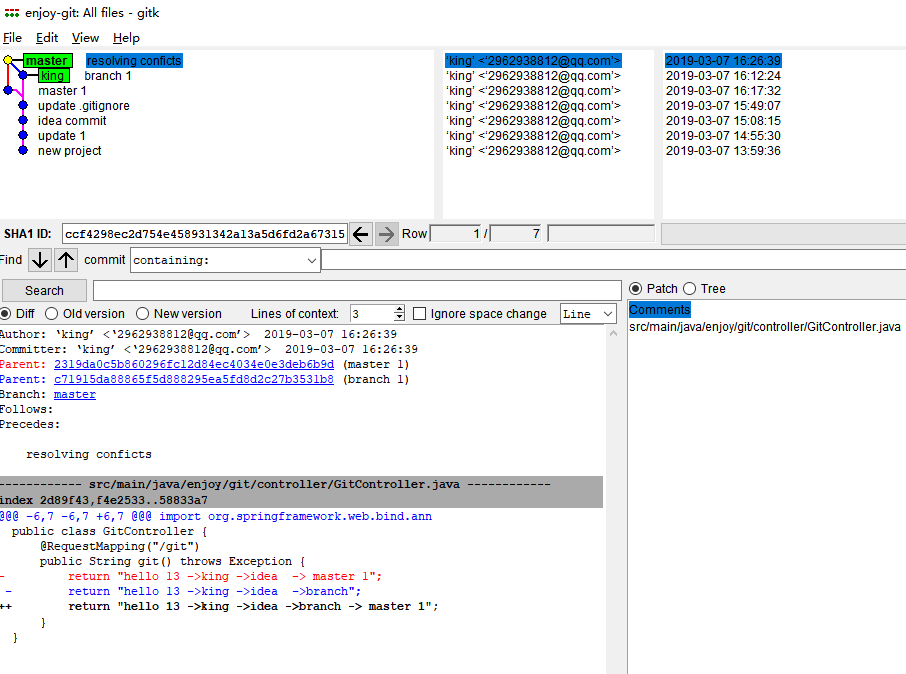 enjoy-git: All files - gitk
File Edit View Help
master resolving conficts 'king' <'2962938812@qq.com'> 2019-03-07 16:26:39
king branch 1 'king' <'2962938812@qq.com'> 2019-03-07 16:12:24
master 1 'king' <'2962938812@qq.com'> 2019-03-07 16:17:32
update .gitignore 'king' <'2962938812@qq.com'> 2019-03-07 15:49:07
idea commit 'king' <'2962938812@qq.com'> 2019-03-07 15:08:15
update 1 'king' <'2962938812@qq.com'> 2019-03-07 14:55:30
new project 'king' <'2962938812@qq.com'> 2019-03-07 13:59:36
SHA1 ID: ccf4298ec2d754e458931342a13a5d6fd2a67315 Row 1 / 7
Find commit containing:
Search
Patch Tree
Diff Old version New version Lines of context: 3 Ignore space change Line
Comments
src/main/java/enjoy/git/controller/GitController.java
Author: 'king' <'2962938812@qq.com'> 2019-03-07 16:26:39
Committer: 'king' <'2962938812@qq.com'> 2019-03-07 16:26:39
Parent: 2319da0c5b860296fc12d84ec4034e0e3deb6b9d (master 1)
Parent: c71915da88865f5d888295ea5fd8d2c27b3531b8 (branch 1)
Branch: master
Follows:
Precedes:
resolving conficts
------------ src/main/java/enjoy/git/controller/GitController.java ------------
index 2d89f43,f4e2533..58833a7
@@@ -6,7 -6,7 +6,7 @@@ import org.springframework.web.bind.ann
public class GitController {
@RequestMapping("/git")
public String git() throws Exception {
- return "hello 13 ->king ->idea -> master 1";
- return "hello 13 ->king ->idea ->branch";
++ return "hello 13 ->king ->idea ->branch -> master 1";
}
}